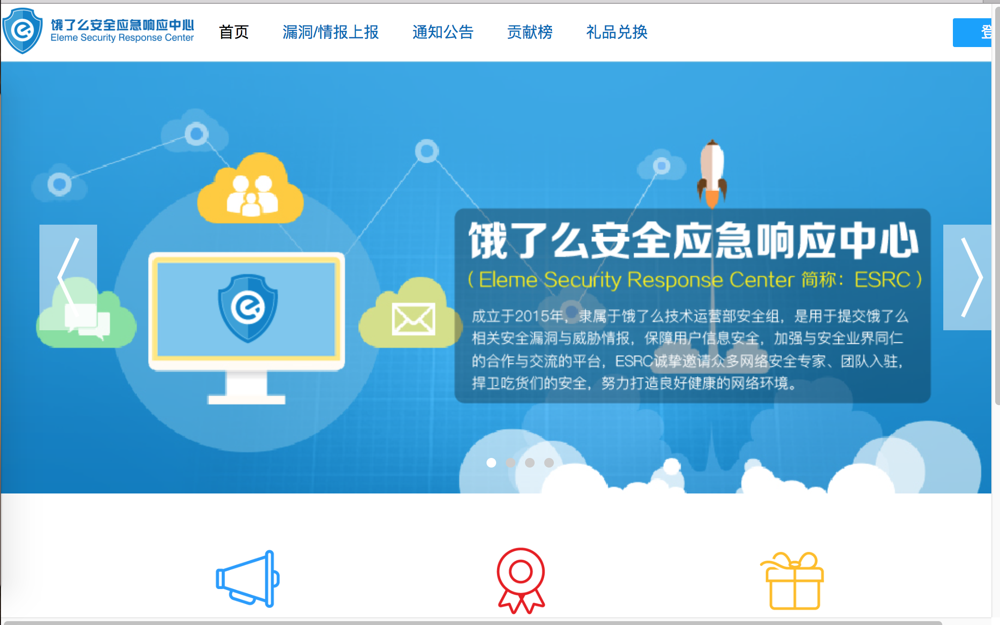 饿了么安全应急响应中心
Eleme Security Response Center
首页 漏洞/情报上报 通知公告 贡献榜 礼品兑换 登
饿了么安全应急响应中心
（Eleme Security Response Center 简称：ESRC）
成立于2015年，隶属于饿了么技术运营部安全组，是用于提交饿了么
相关安全漏洞与威胁情报，保障用户信息安全，加强与安全业界同仁
的合作与交流的平台，ESRC诚挚邀请众多网络安全专家、团队入驻，
捍卫吃货们的安全，努力打造良好健康的网络环境。